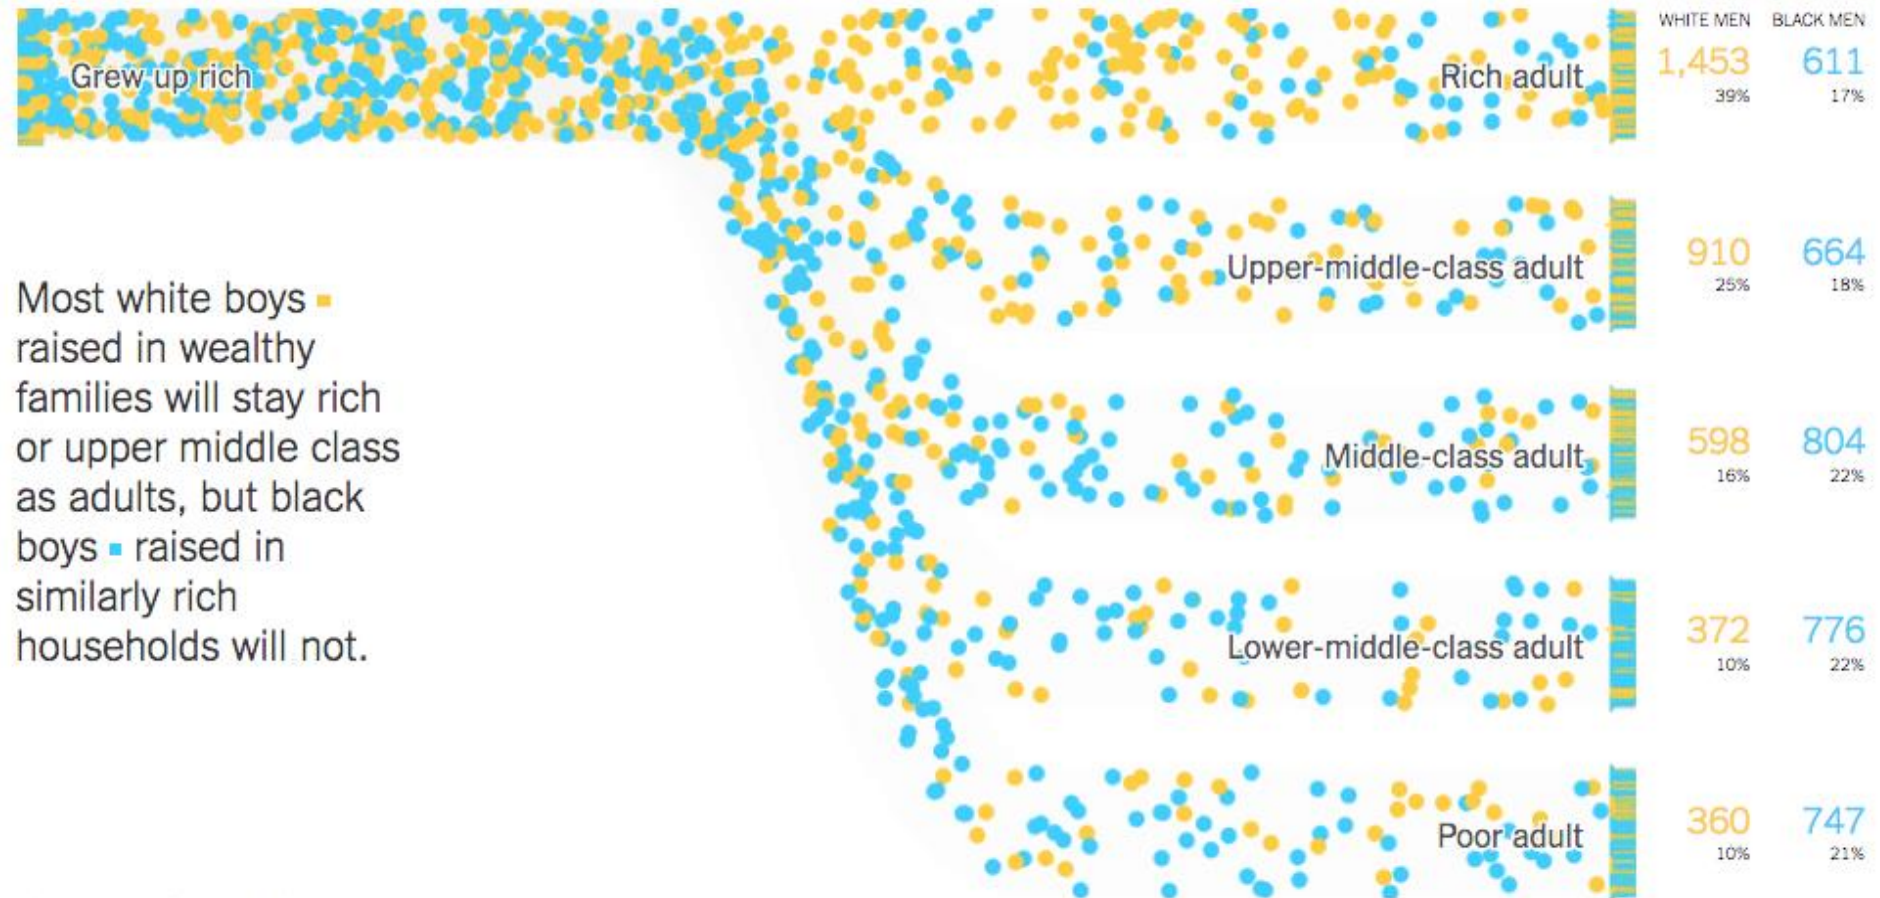 WHITE MEN BLACK MEN
Grew up rich
Rich adult
1,453 611
39% 17%
Upper-middle-class adult
910 664
25% 18%
Most white boys
raised in wealthy
families will stay rich
or upper middle class
as adults, but black
boys raised in
similarly rich
households will not.
Middle-class adult
598 804
16% 22%
Lower-middle-class adult
372 776
10% 22%
Poor adult
360 747
10% 21%